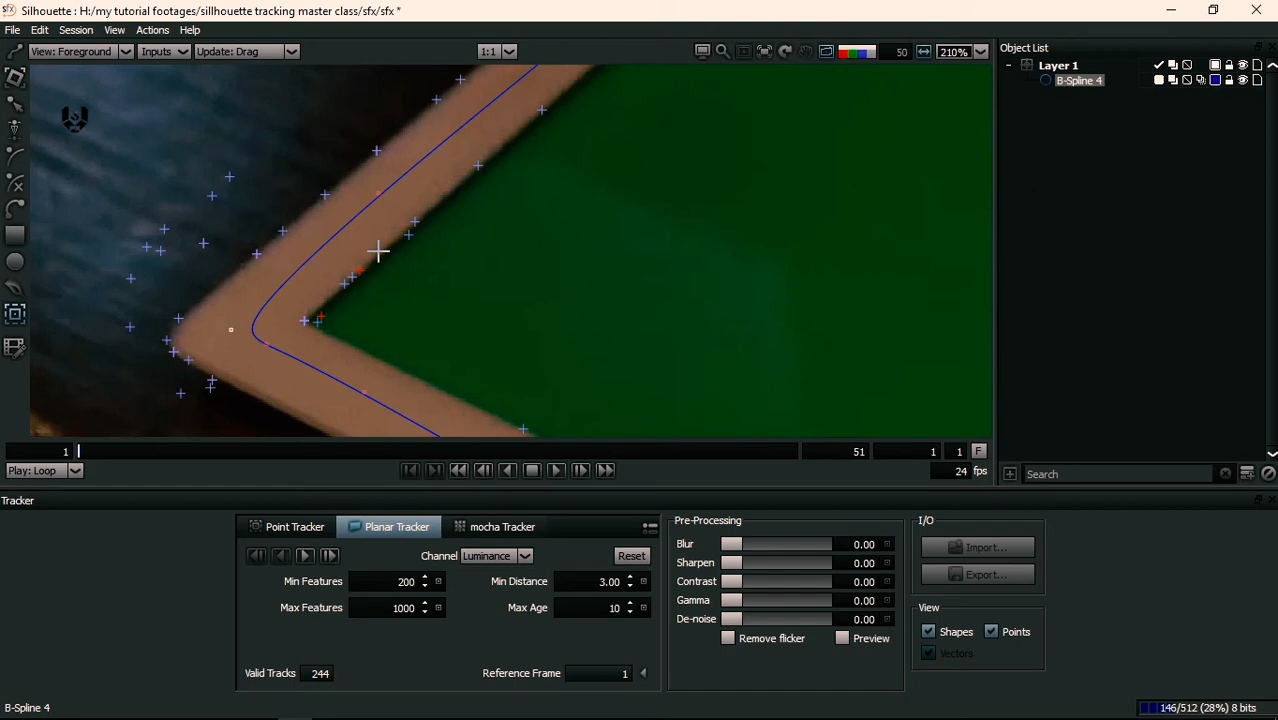 Silhouette : H:/my tutorial footages/silhouette tracking master class/sfx/sfx *
File Edit Session View Actions Help
View: Foreground Inputs Update: Drag 1:1 50 210%
Object List
Layer 1
B-Spline 4
1 51 1 1 F
Play: Loop 24 fps
Search
Tracker
Point Tracker Planar Tracker mocha Tracker
Channel Luminance Reset
Min Features 200 Min Distance 3.00
Max Features 1000 Max Age 10
Valid Tracks 244 Reference Frame 1
Pre-Processing
Blur 0.00
Sharpen 0.00
Contrast 0.00
Gamma 0.00
De-noise 0.00
Remove flicker Preview
I/O
Import...
Export...
View
Shapes Points
Vectors
B-Spline 4
146/512 (28%) 8 bits